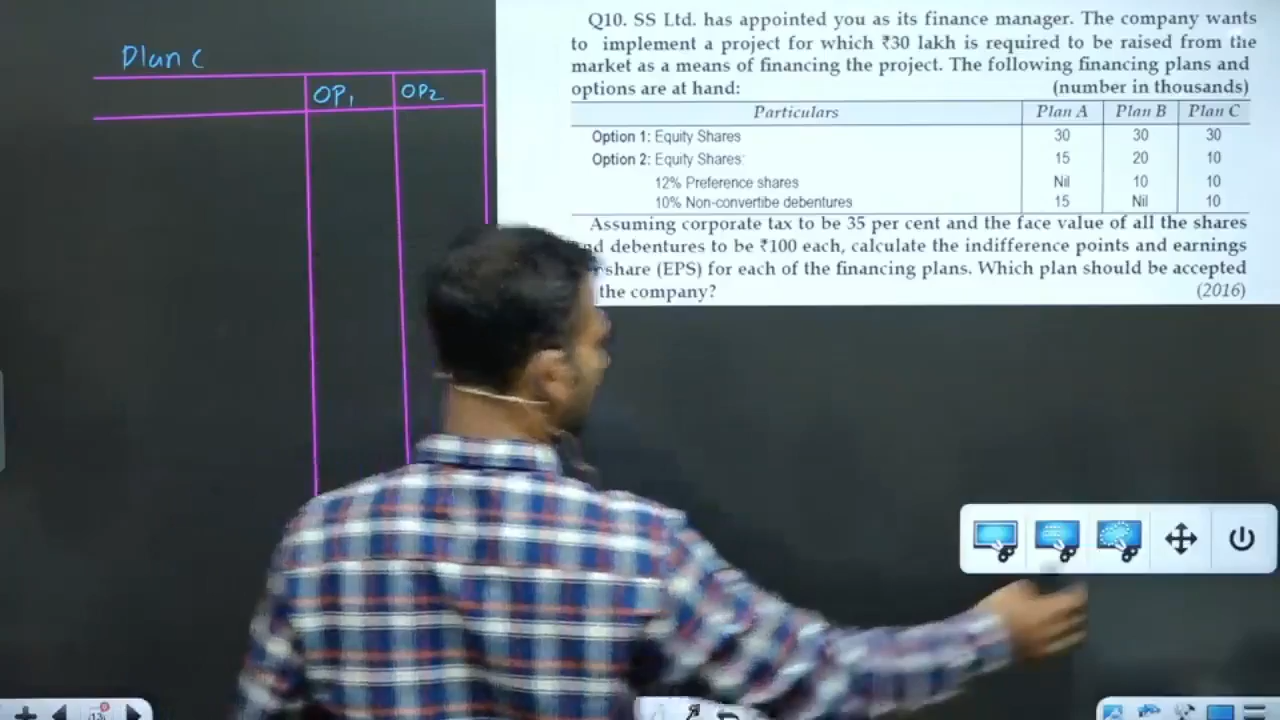 Plan C
OP1 OP2
Q10. SS Ltd. has appointed you as its finance manager. The company wants
to implement a project for which ₹30 lakh is required to be raised from the
market as a means of financing the project. The following financing plans and
options are at hand: (number in thousands)
Particulars Plan A Plan B Plan C
Option 1: Equity Shares 30 30 30
Option 2: Equity Shares: 15 20 10
12% Preference shares Nil 10 10
10% Non-convertibe debentures 15 Nil 10
Assuming corporate tax to be 35 per cent and the face value of all the shares
debentures to be ₹100 each, calculate the indifference points and earnings
share (EPS) for each of the financing plans. Which plan should be accepted
the company? (2016)